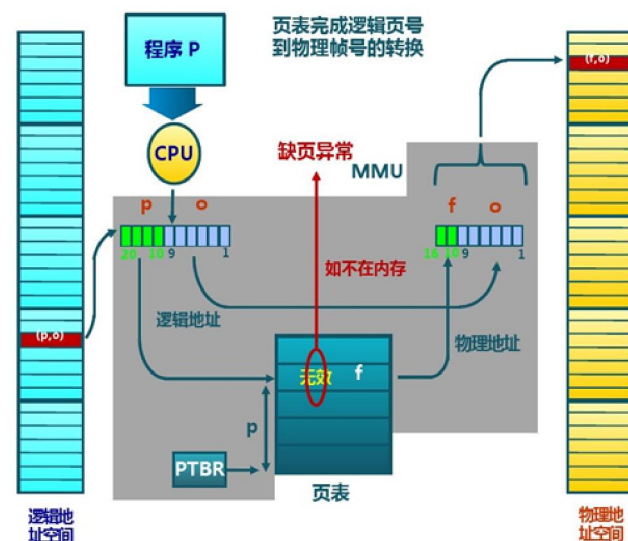 程序 P
页表完成逻辑页号
到物理帧号的转换
(f,o)
CPU
缺页异常
MMU
p o
f o
20 10 9 1
16 10 9 1
如不在内存
(p,o)
逻辑地址
物理地址
无效 f
p
PTBR
页表
逻辑地
址空间
物理地
址空间